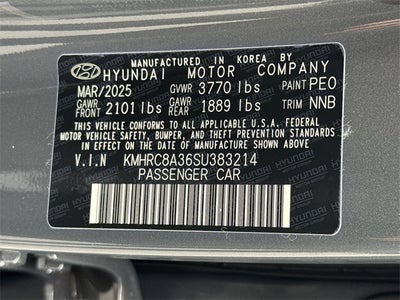 MANUFACTURED IN KOREA BY
HYUNDAI MOTOR COMPANY
MAR/2025 GVWR 3770 lbs PAINT PEO
GAWR FRONT 2101 lbs GAWR REAR 1889 lbs TRIM NNB
THIS VEHICLE CONFORMS TO ALL APPLICABLE U.S. FEDERAL
MOTOR VEHICLE SAFETY, BUMPER, AND THEFT PREVENTION
STANDARDS IN EFFECT ON THE DATE OF MANUFACTURE SHOWN ABOVE.
V.I.N KMHRC8A36SU383214
PASSENGER CAR